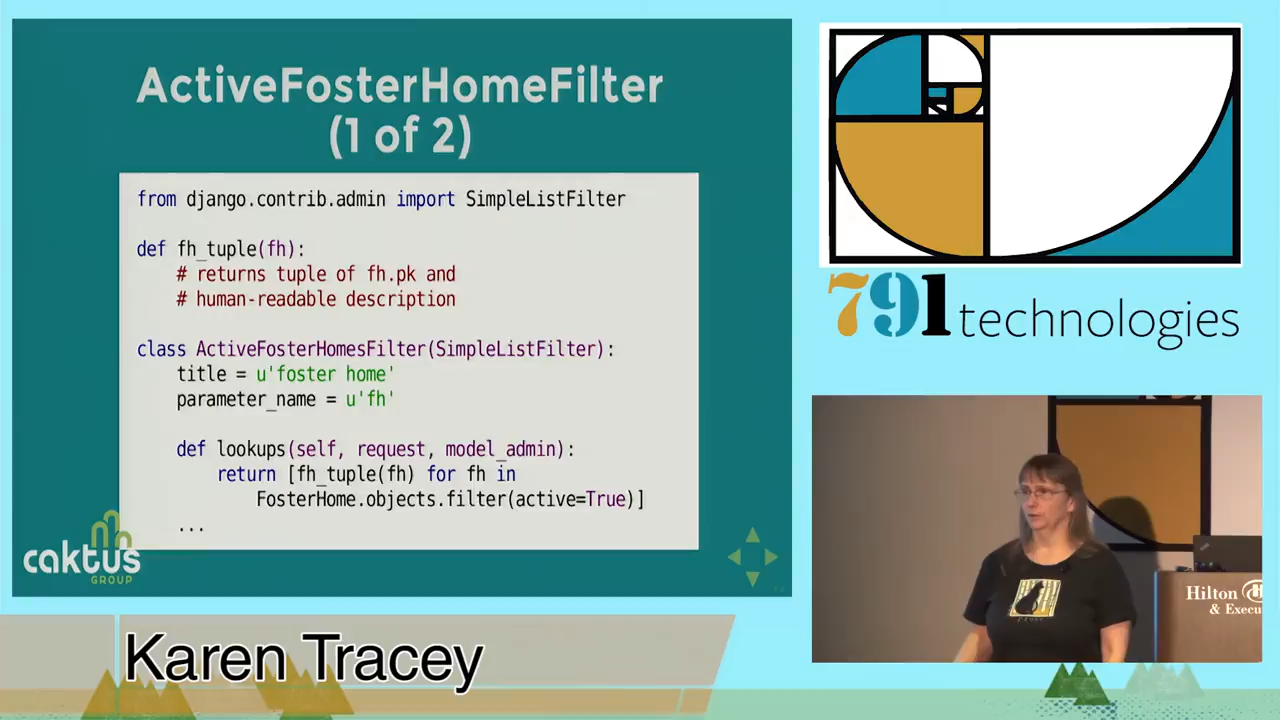 ActiveFosterHomeFilter
(1 of 2)
from django.contrib.admin import SimpleListFilter
def fh_tuple(fh):
# returns tuple of fh.pk and
# human-readable description
class ActiveFosterHomesFilter(SimpleListFilter):
title = u'foster home'
parameter_name = u'fh'
def lookups(self, request, model_admin):
return [fh_tuple(fh) for fh in
FosterHome.objects.filter(active=True)]
...
caktus
GROUP
791 technologies
Hilton
& Execu
Karen Tracey